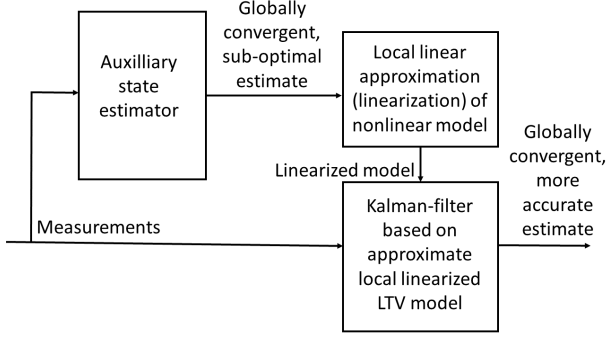 Auxilliary
state
estimator
Globally
convergent,
sub-optimal
estimate
Local linear
approximation
(linearization) of
nonlinear model
Linearized model
Measurements
Kalman-filter
based on
approximate
local linearized
LTV model
Globally
convergent,
more
accurate
estimate